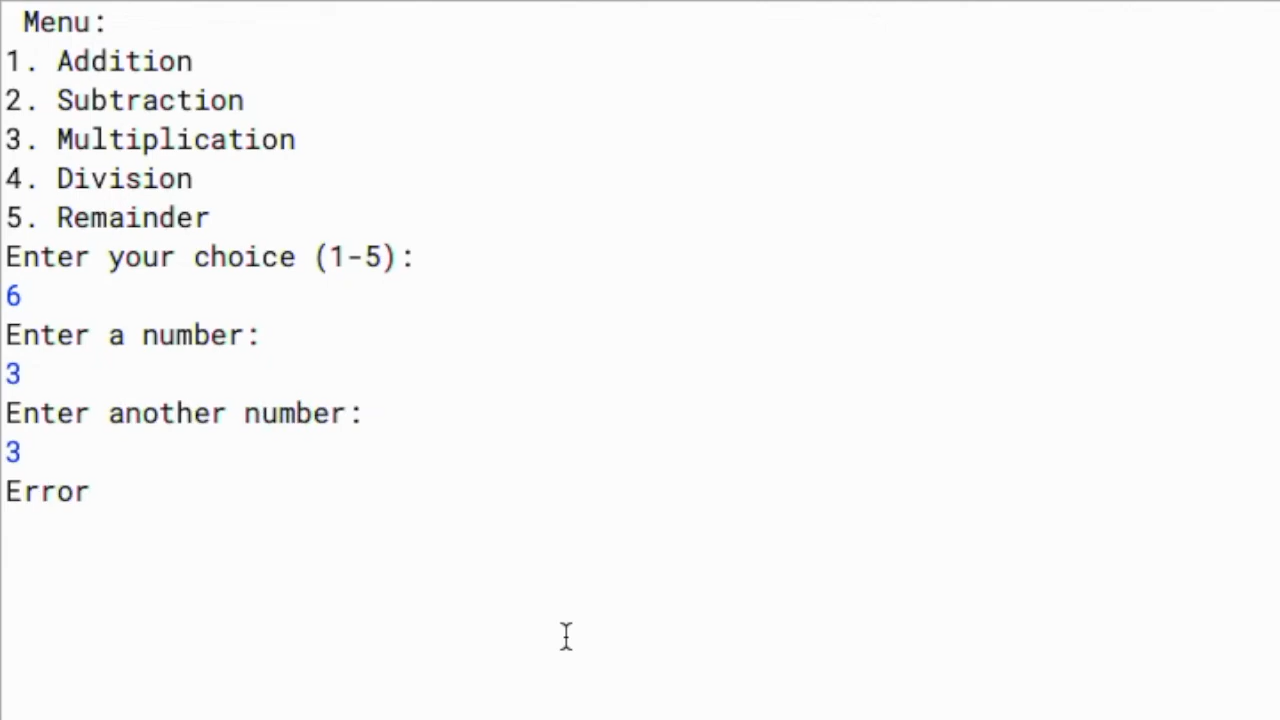 Menu:
1. Addition
2. Subtraction
3. Multiplication
4. Division
5. Remainder
Enter your choice (1-5):
6
Enter a number:
3
Enter another number:
3
Error